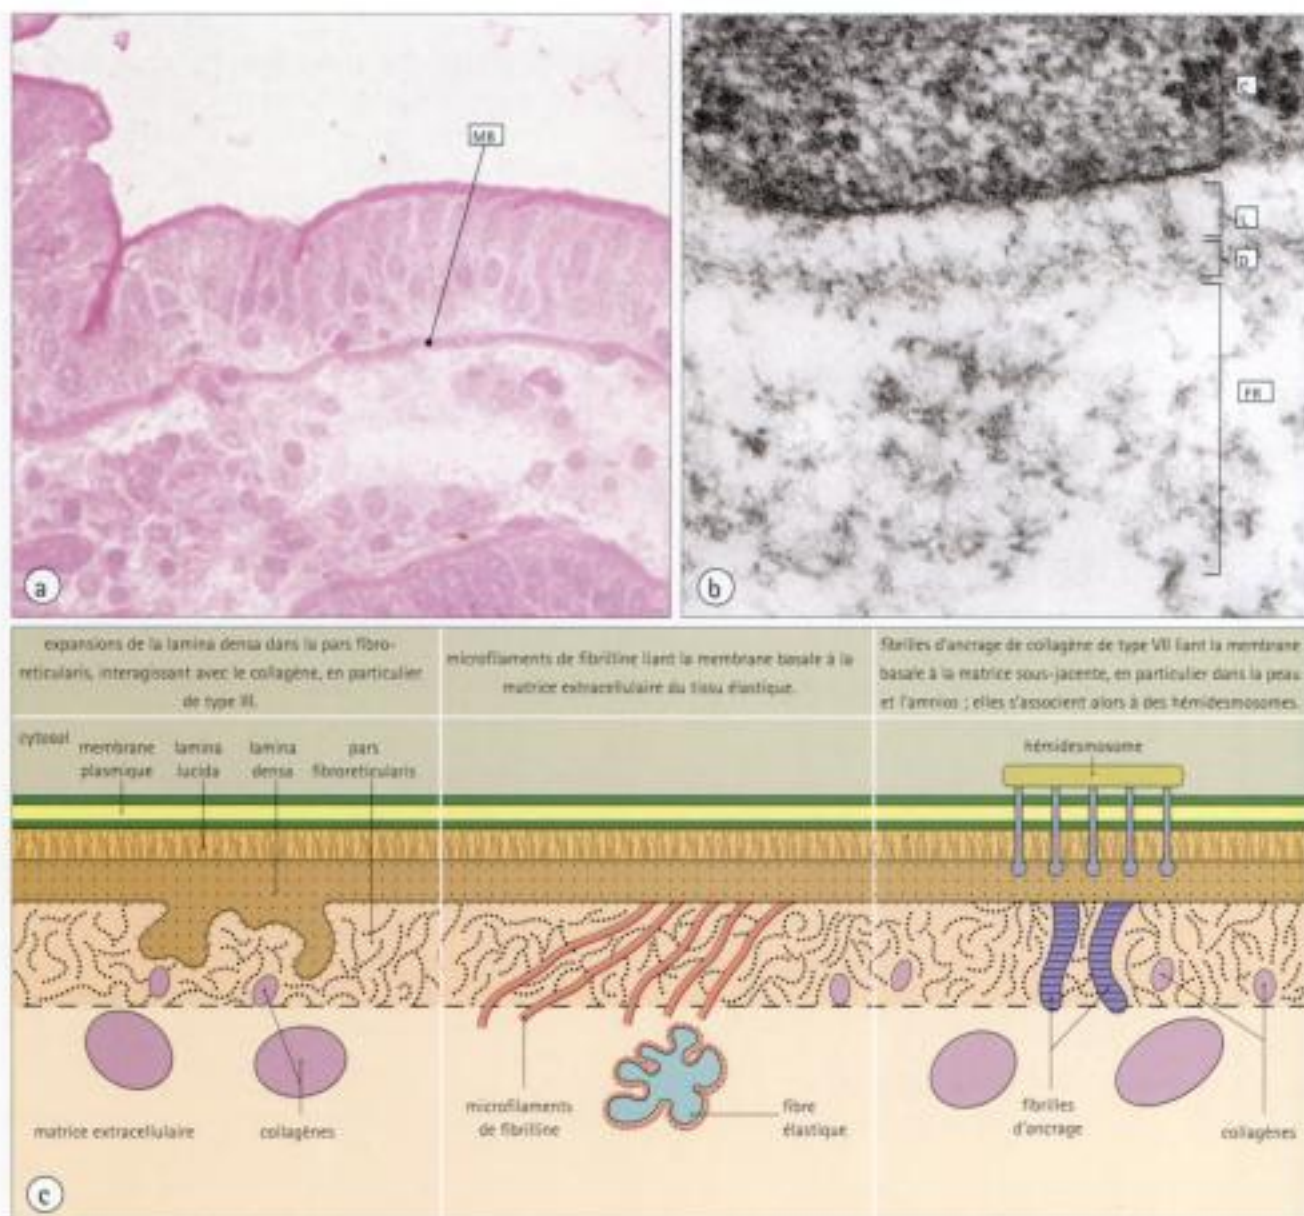 MB
C
L
D
FR
a
b
expansions de la lamina densa dans la pars fibro-
reticularis, interagissant avec le collagène, en particulier
de type III.
microfilaments de fibrilline liant la membrane basale à la
matrice extracellulaire du tissu élastique.
fibrilles d'ancrage de collagène de type VII liant la membrane
basale à la matrice sous-jacente, en particulier dans la peau
et l'amnios ; elles s'associent alors à des hémidesmosomes.
cytosol
membrane
plasmique
lamina
lucida
lamina
densa
pars
fibroreticularis
hémidesmosome
matrice extracellulaire
collagènes
microfilaments
de fibrilline
fibre
élastique
fibrilles
d'ancrage
collagènes
c